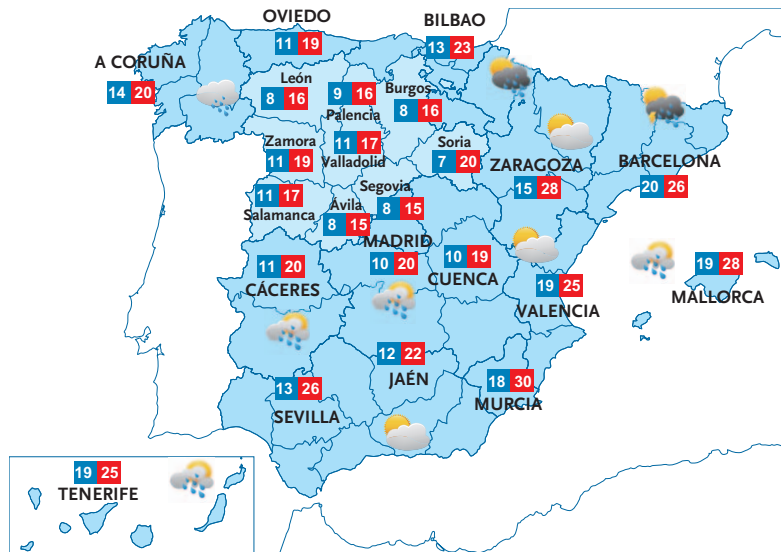 OVIEDO
11 19
BILBAO
13 23
A CORUÑA
14 20
León
8 16
9 16
Palencia
Burgos
8 16
Zamora
11 19
11 17
Valladolid
Soria
7 20
ZARAGOZA
15 28
BARCELONA
20 26
11 17
Salamanca
Ávila
8 15
Segovia
8 15
MADRID
10 20
10 19
CUENCA
11 20
CÁCERES
19 25
VALENCIA
19 28
MALLORCA
12 22
JAÉN
13 26
SEVILLA
18 30
MURCIA
19 25
TENERIFE